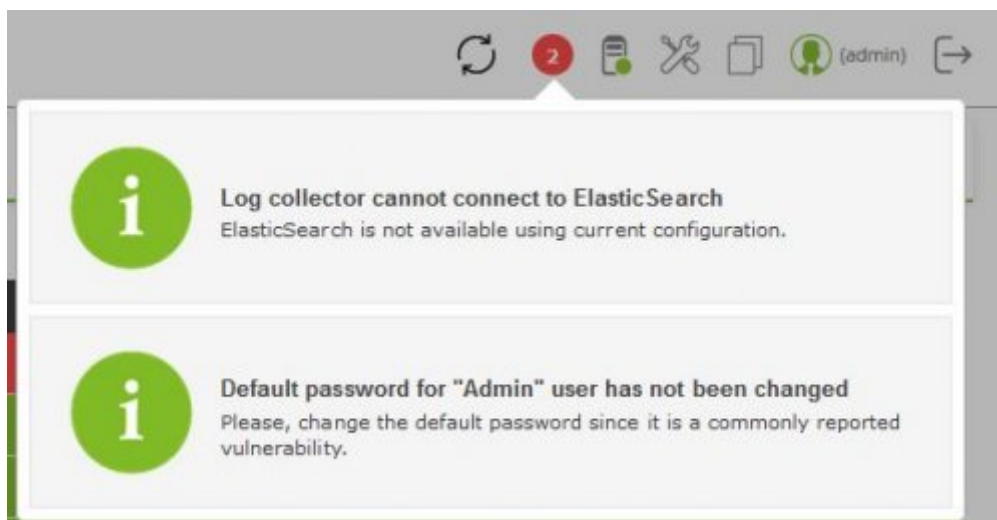 2 (admin)
Log collector cannot connect to ElasticSearch
ElasticSearch is not available using current configuration.
Default password for "Admin" user has not been changed
Please, change the default password since it is a commonly reported
vulnerability.